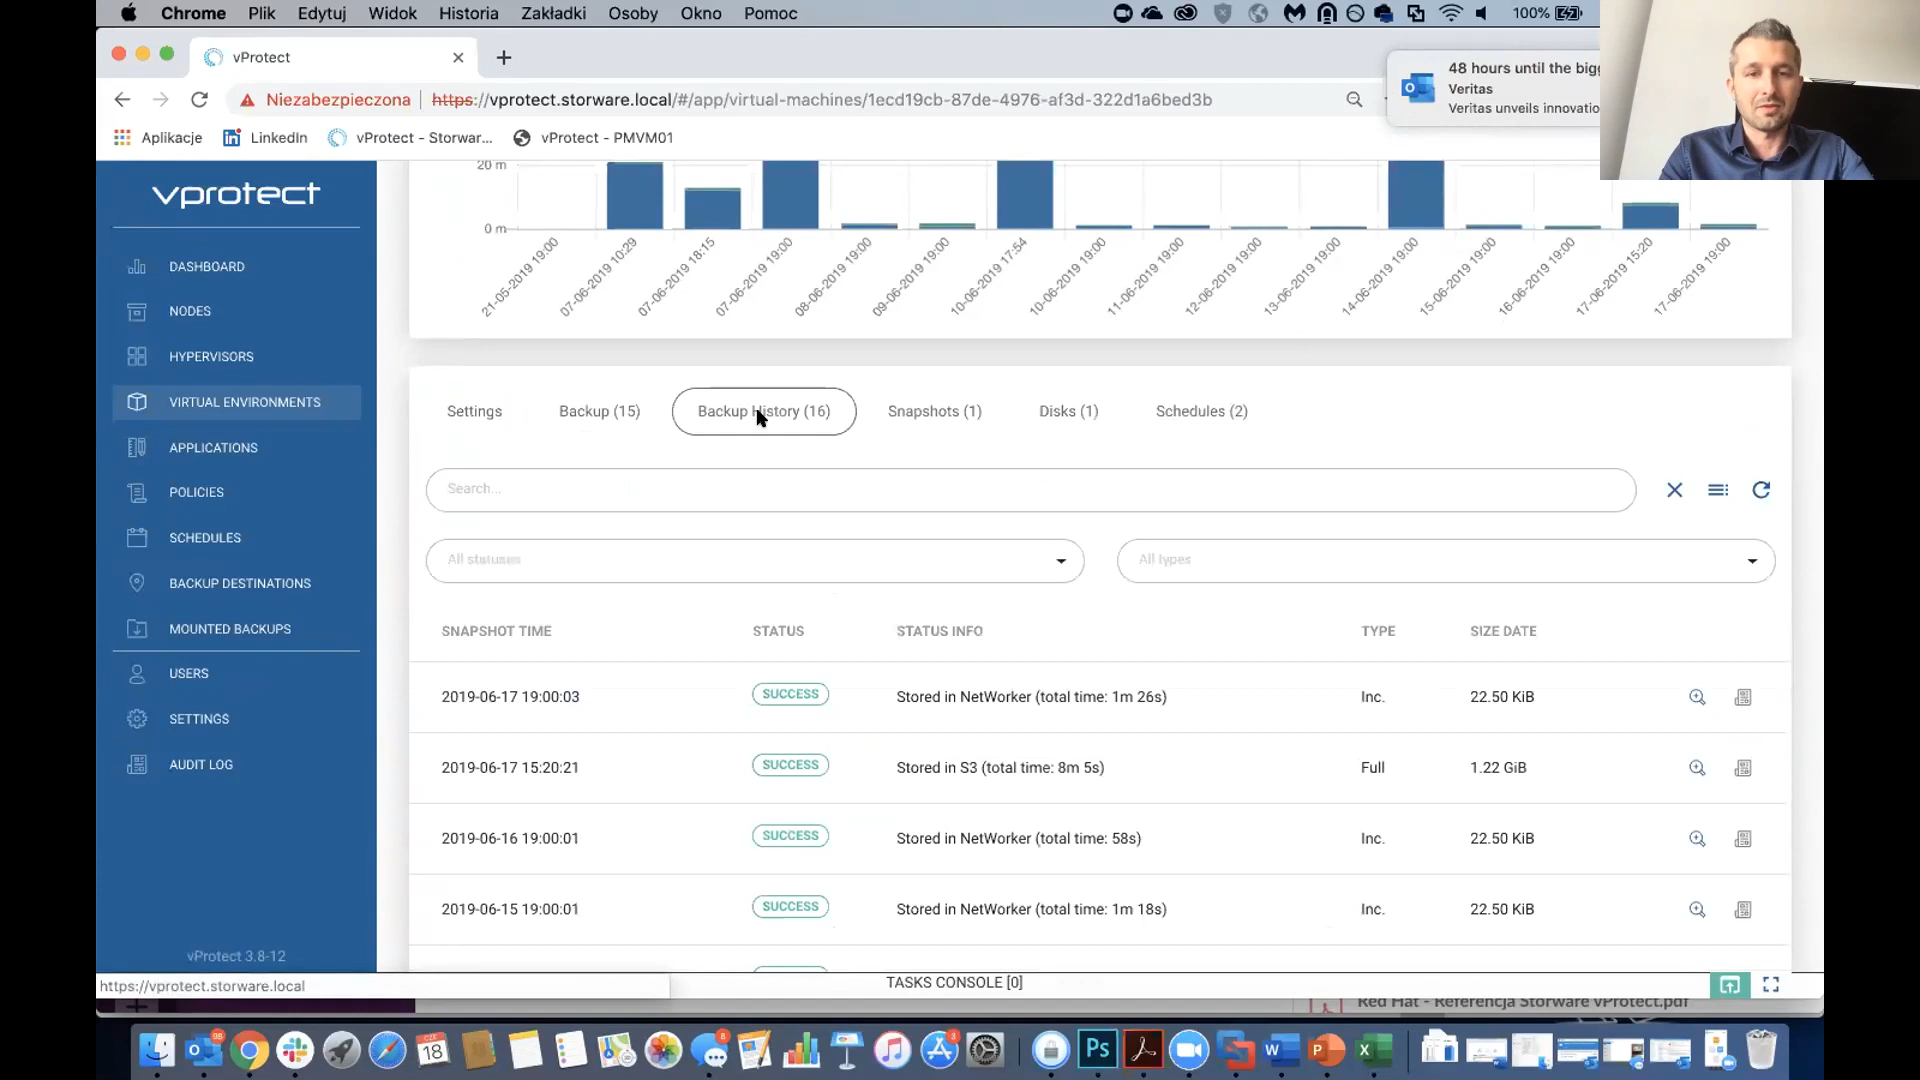 Chrome Plik Edytuj Widok Historia Zakładki Osoby Okno Pomoc 100%
vProtect
Niezabezpieczona https://vprotect.storware.local/#/app/virtual-machines/1ecd19cb-87de-4976-af3d-322d1a6bed3b
48 hours until the bigg
Veritas
Veritas unveils innovatio
Aplikacje LinkedIn vProtect - Storwar... vProtect - PMVM01
vprotect
DASHBOARD
NODES
HYPERVISORS
VIRTUAL ENVIRONMENTS
APPLICATIONS
POLICIES
SCHEDULES
BACKUP DESTINATIONS
MOUNTED BACKUPS
USERS
SETTINGS
AUDIT LOG
vProtect 3.8-12
https://vprotect.storware.local
20 m
0 m
21-05-2019 19:00
07-06-2019 10:29
07-06-2019 18:15
07-06-2019 19:00
08-06-2019 19:00
09-06-2019 19:00
10-06-2019 17:54
10-06-2019 19:00
11-06-2019 19:00
12-06-2019 19:00
13-06-2019 19:00
14-06-2019 19:00
15-06-2019 19:00
16-06-2019 19:00
17-06-2019 15:20
17-06-2019 19:00
Settings Backup (15) Backup History (16) Snapshots (1) Disks (1) Schedules (2)
Search...
All statuses All types
SNAPSHOT TIME STATUS STATUS INFO TYPE SIZE DATE
2019-06-17 19:00:03 SUCCESS Stored in NetWorker (total time: 1m 26s) Inc. 22.50 KiB
2019-06-17 15:20:21 SUCCESS Stored in S3 (total time: 8m 5s) Full 1.22 GiB
2019-06-16 19:00:01 SUCCESS Stored in NetWorker (total time: 58s) Inc. 22.50 KiB
2019-06-15 19:00:01 SUCCESS Stored in NetWorker (total time: 1m 18s) Inc. 22.50 KiB
TASKS CONSOLE [0]
Red Hat - Referencja Storware vProtect.pdf
98
CZE
18
8
3
Ps
W
P
X